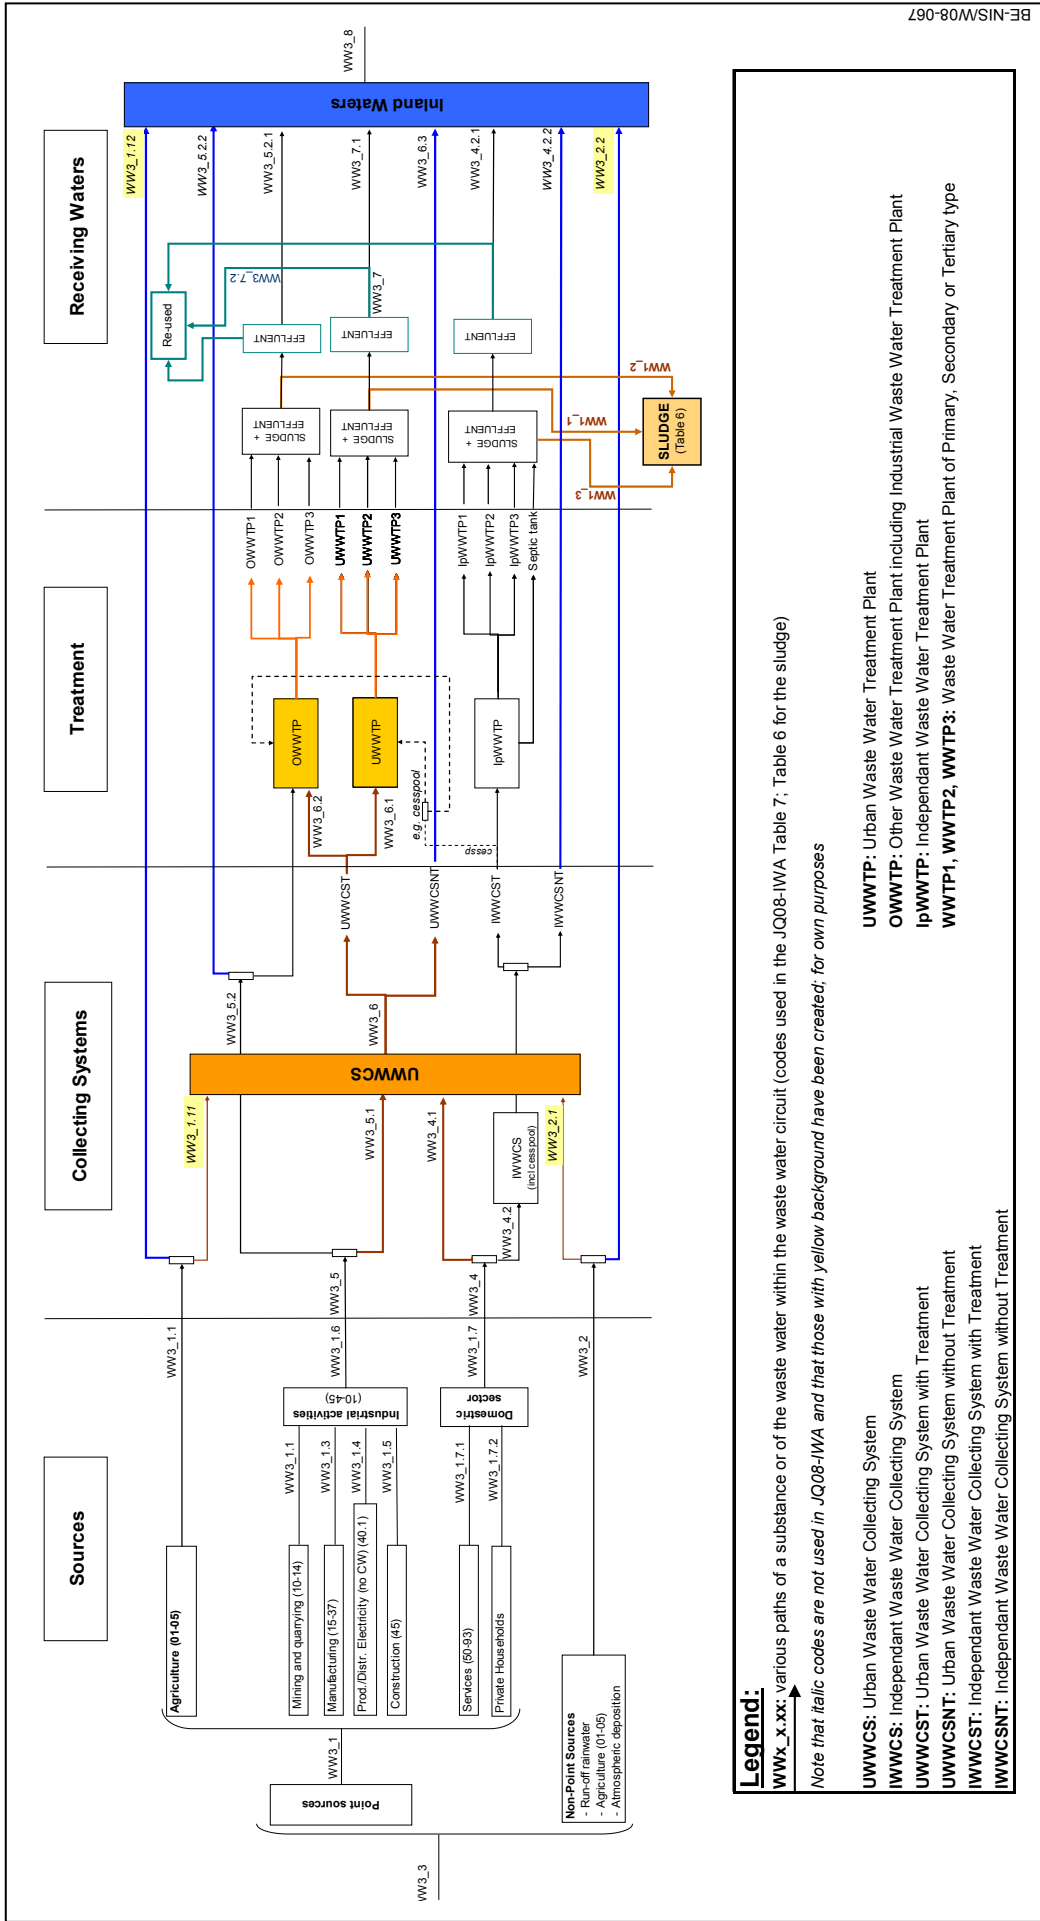 Sources
Collecting Systems
Treatment
Receiving Waters
WW3_3
Point sources
WW3_1
Agriculture (01-05)
WW3_1.1
Mining and quarrying (10-14)
WW3_1.1
Manufacturing (15-37)
WW3_1.3
Prod./Distr. Electricity (no CW) (40.1)
WW3_1.4
Construction (45)
WW3_1.5
Industrial activities
(10-45)
WW3_1.6
Services (50-93)
WW3_1.7.1
Private Households
WW3_1.7.2
Domestric
sector
WW3_1.7
Non-Point Sources
- Run-off rainwater
- Agriculture (01-05)
- Atmospheric deposition
WW3_2
WW3_5
WW3_4
WW3_1.11
WW3_5.1
WW3_4.1
WW3_4.2
IWWCS
(incl cesspool)
WW3_2.1
UWWCS
WW3_5.2
WW3_6
UWWCST
UWWCSNT
IWWCST
IWWCSNT
WW3_6.2
WW3_6.1
e.g. cesspool
cessp
OWWTP
UWWTP
IpWWTP
OWWTP1
OWWTP2
OWWTP3
UWWTP1
UWWTP2
UWWTP3
IpWWTP1
IpWWTP2
IpWWTP3
Septic tank
SLUDGE +
EFFLUENT
SLUDGE +
EFFLUENT
SLUDGE +
EFFLUENT
WW1_3
WW1_1
WW1_2
SLUDGE
(Table 6)
EFFLUENT
EFFLUENT
EFFLUENT
Re-used
WW3_7.2
WW3_7
WW3_1.12
WW3_5.2.2
WW3_5.2.1
WW3_7.1
WW3_6.3
WW3_4.2.1
WW3_4.2.2
WW3_2.2
Inland Waters
WW3_8
Legend:
WWx_x.xx: various paths of a substance or of the waste water within the waste water circuit (codes used in the JQ08-IWA Table 7; Table 6 for the sludge)
Note that italic codes are not used in JQ08-IWA and that those with yellow background have been created; for own purposes
UWWCS: Urban Waste Water Collecting System
IWWCS: Independant Waste Water Collecting System
UWWCST: Urban Waste Water Collecting System with Treatment
UWWCSNT: Urban Waste Water Collecting System without Treatment
IWWCST: Independant Waste Water Collecting System with Treatment
IWWCSNT: Independant Waste Water Collecting System without Treatment
UWWTP: Urban Waste Water Treatment Plant
OWWTP: Other Waste Water Treatment Plant including Industrial Waste Water Treatment Plant
IpWWTP: Independant Waste Water Treatment Plant
WWTP1, WWTP2, WWTP3: Waste Water Treatment Plant of Primary, Secondary or Tertiary type
BE-NIS/W08-067